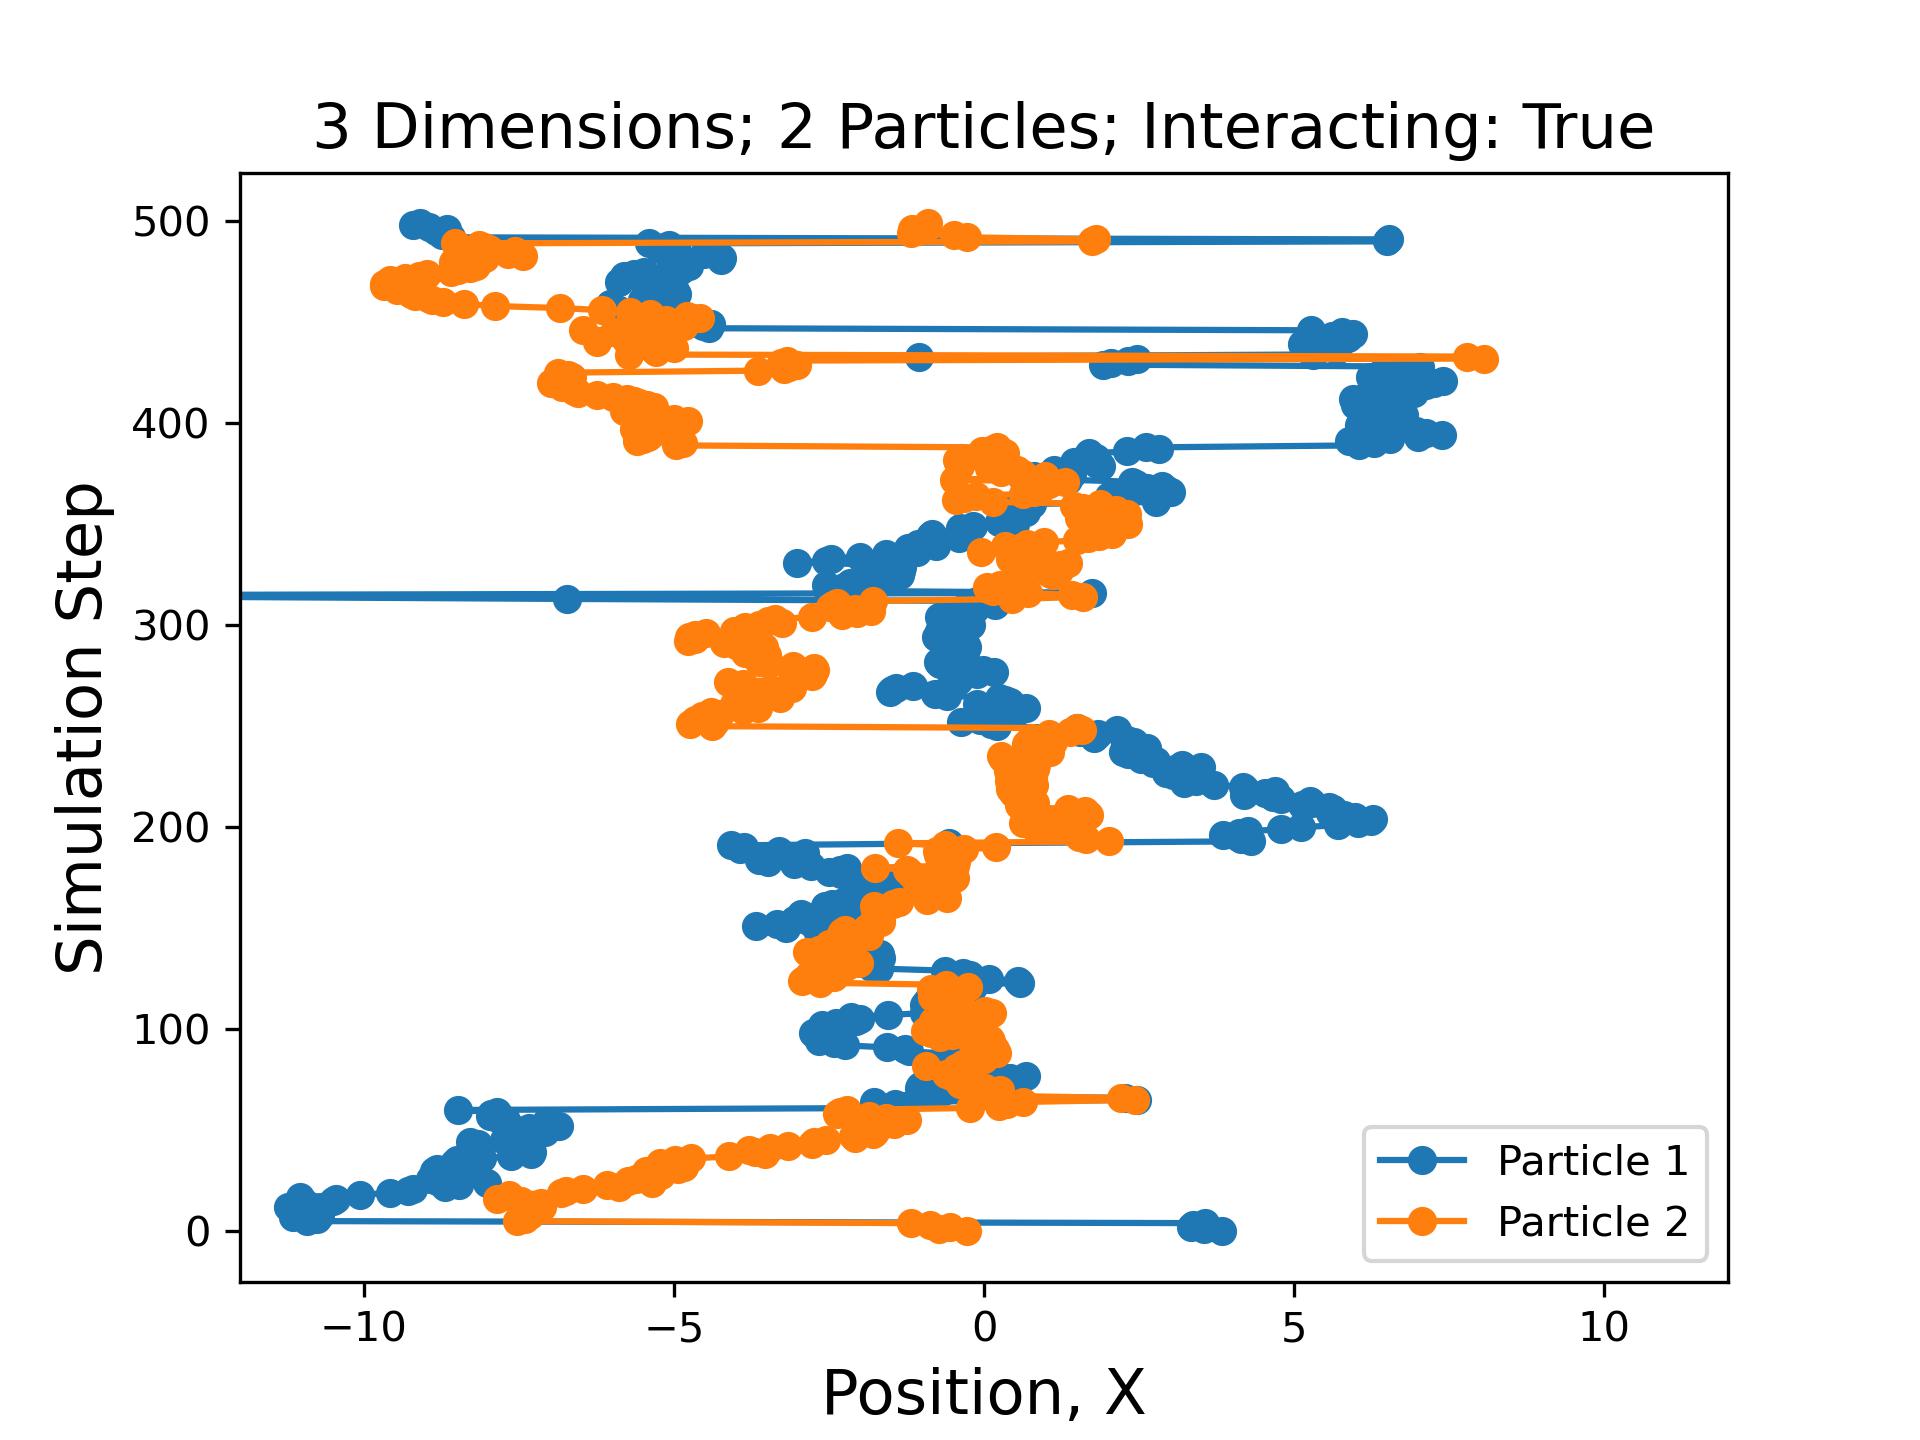 3 Dimensions; 2 Particles; Interacting: True
Simulation Step
500
400
300
200
100
0
Particle 1
Particle 2
−10
−5
0
5
10
Position, X